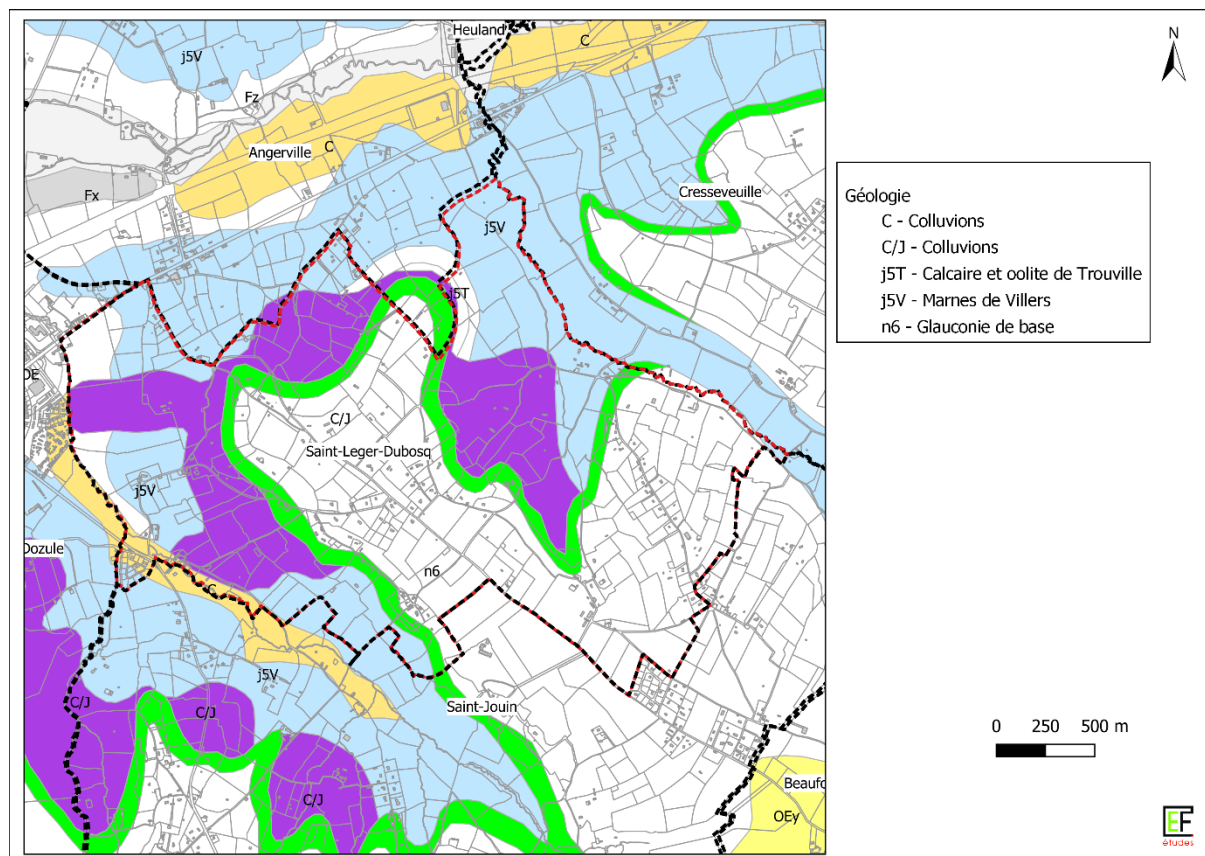 Heuland
C
N
j5V
Fz
Angerville
C
Fx
Cresseveuille
j5V
j5T
C/J
Saint-Leger-Dubosq
j5V
Dozule
n6
C
j5V
C/J
C/J
Saint-Jouin
C/J
Beaufo
OEy
Géologie
C - Colluvions
C/J - Colluvions
j5T - Calcaire et oolite de Trouville
j5V - Marnes de Villers
n6 - Glauconie de base
0 250 500 m
CEF
études